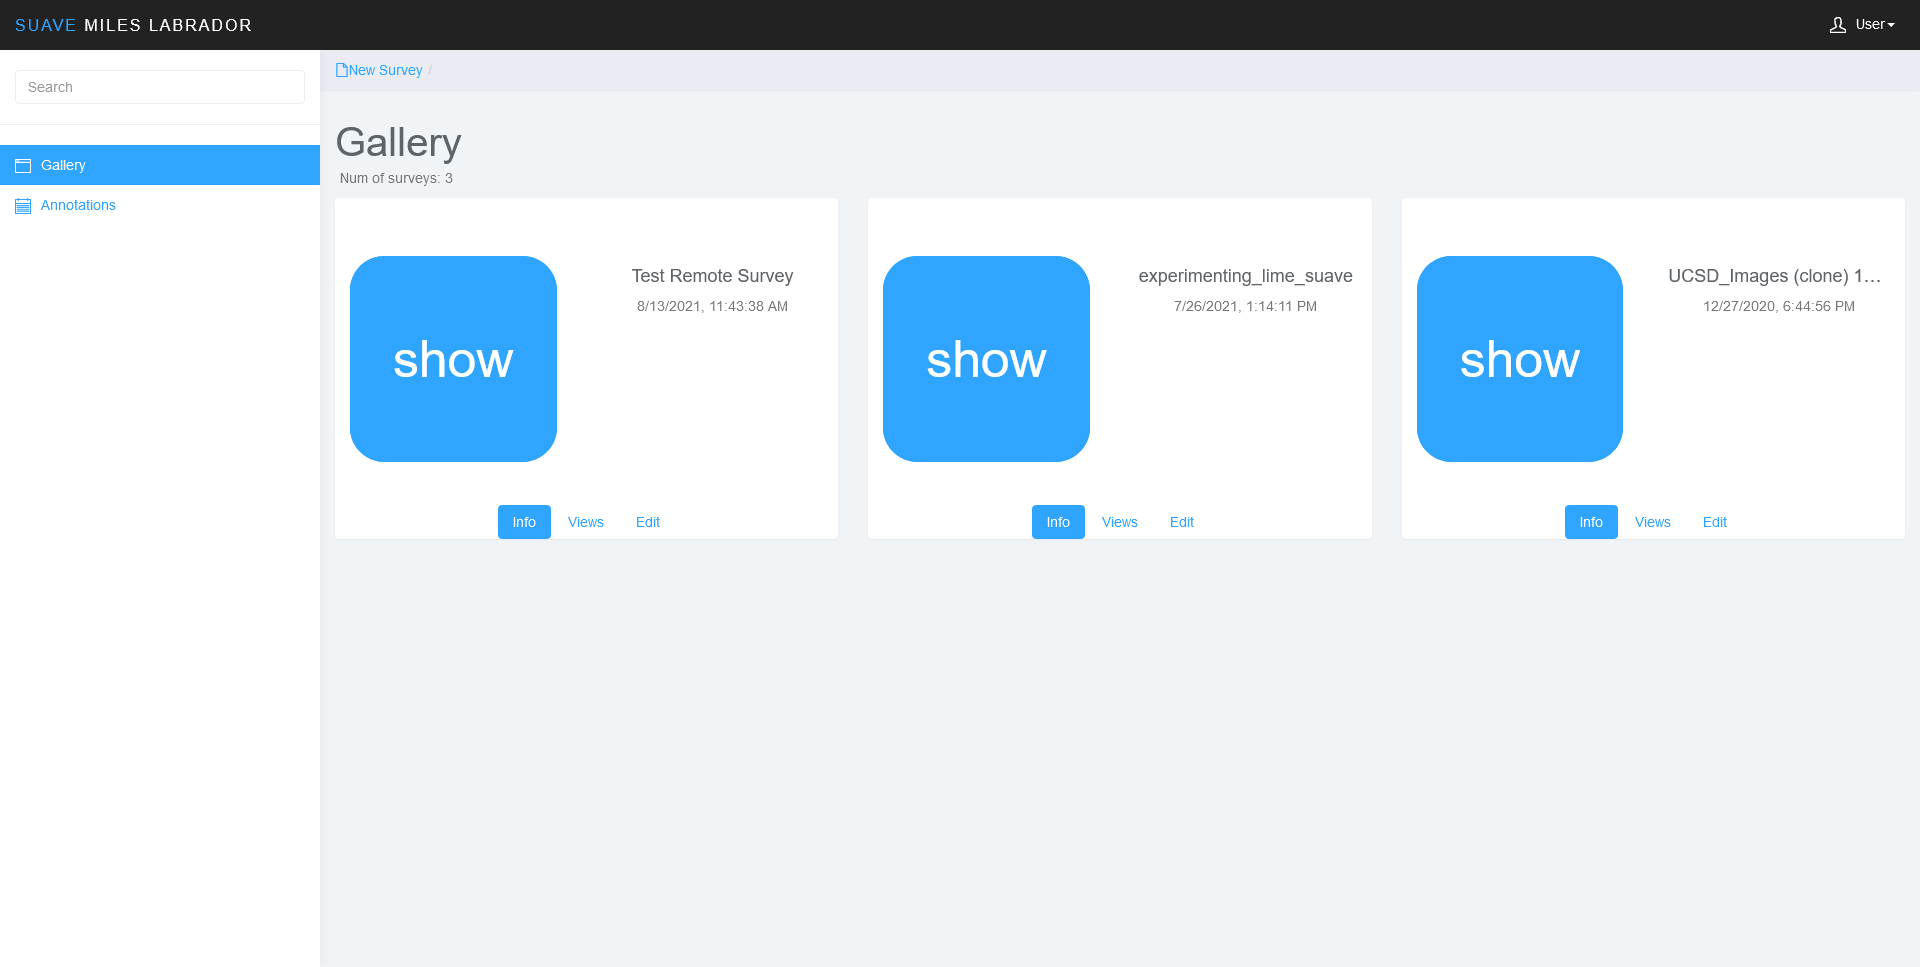 SUAVE MILES LABRADOR
User
Search
Gallery
Annotations
New Survey /
Gallery
Num of surveys: 3
show
Test Remote Survey
8/13/2021, 11:43:38 AM
Info Views Edit
show
experimenting_lime_suave
7/26/2021, 1:14:11 PM
Info Views Edit
show
UCSD_Images (clone) 1...
12/27/2020, 6:44:56 PM
Info Views Edit